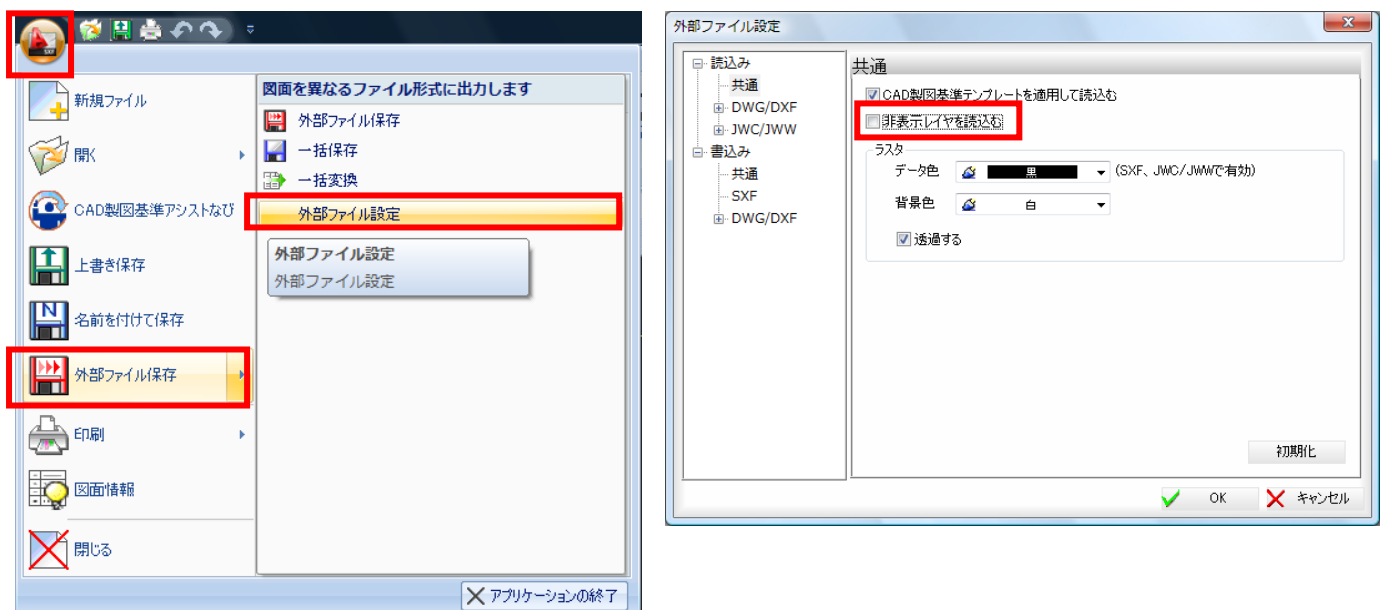 SXF
新規ファイル
開く
CAD製図基準アシストなび
上書き保存
名前を付けて保存
外部ファイル保存
印刷
図面情報
閉じる
図面を異なるファイル形式に出力します
外部ファイル保存
一括保存
一括変換
外部ファイル設定
外部ファイル設定
外部ファイル設定
アプリケーションの終了
外部ファイル設定
読込み
共通
DWG/DXF
JWC/JWW
書込み
共通
SXF
DWG/DXF
共通
CAD製図基準テンプレートを適用して読込む
非表示レイヤを読込む
ラスタ
データ色 黒 (SXF、JWC/JWWで有効)
背景色 白
透過する
初期化
OK キャンセル